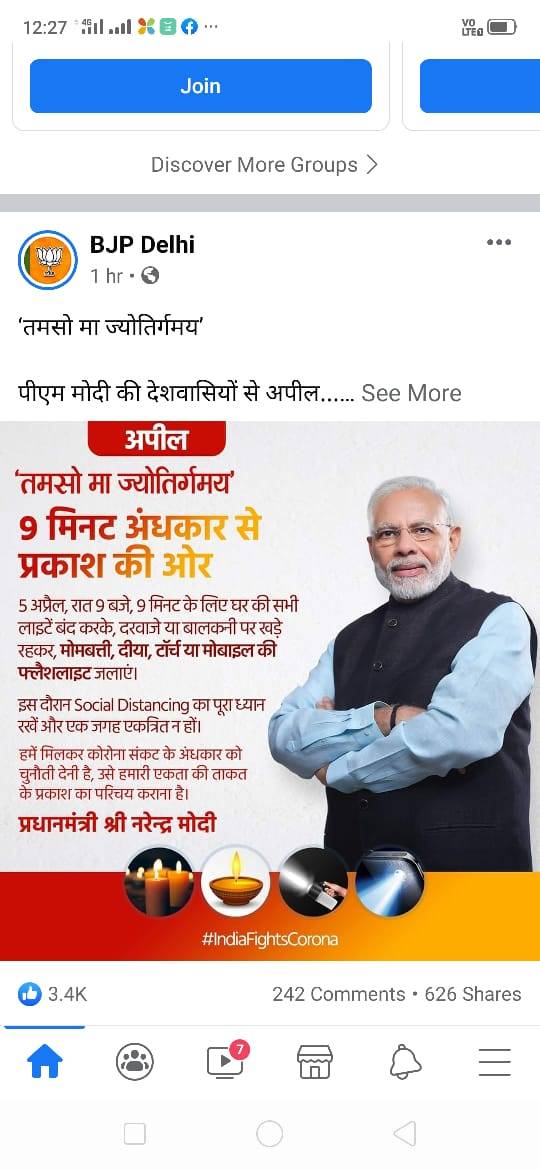 12:27
4G
VO
LTE
Join
Discover More Groups >
BJP Delhi
1 hr •
‘तमसो मा ज्योतिर्गमय’
पीएम मोदी की देशवासियों से अपील...... See More
अपील
‘तमसो मा ज्योतिर्गमय’
9 मिनट अंधकार से
प्रकाश की ओर
5 अप्रैल, रात 9 बजे, 9 मिनट के लिए घर की सभी
लाइटें बंद करके, दरवाजे या बालकनी पर खड़े
रहकर, मोमबत्ती, दीया, टॉर्च या मोबाइल की
फ्लैशलाइट जलाएं।
इस दौरान Social Distancing का पूरा ध्यान
रखें और एक जगह एकत्रित न हों।
हमें मिलकर कोरोना संकट के अंधकार को
चुनौती देनी है, उसे हमारी एकता की ताकत
के प्रकाश का परिचय कराना है।
प्रधानमंत्री श्री नरेन्द्र मोदी
#IndiaFightsCorona
3.4K
242 Comments • 626 Shares
7